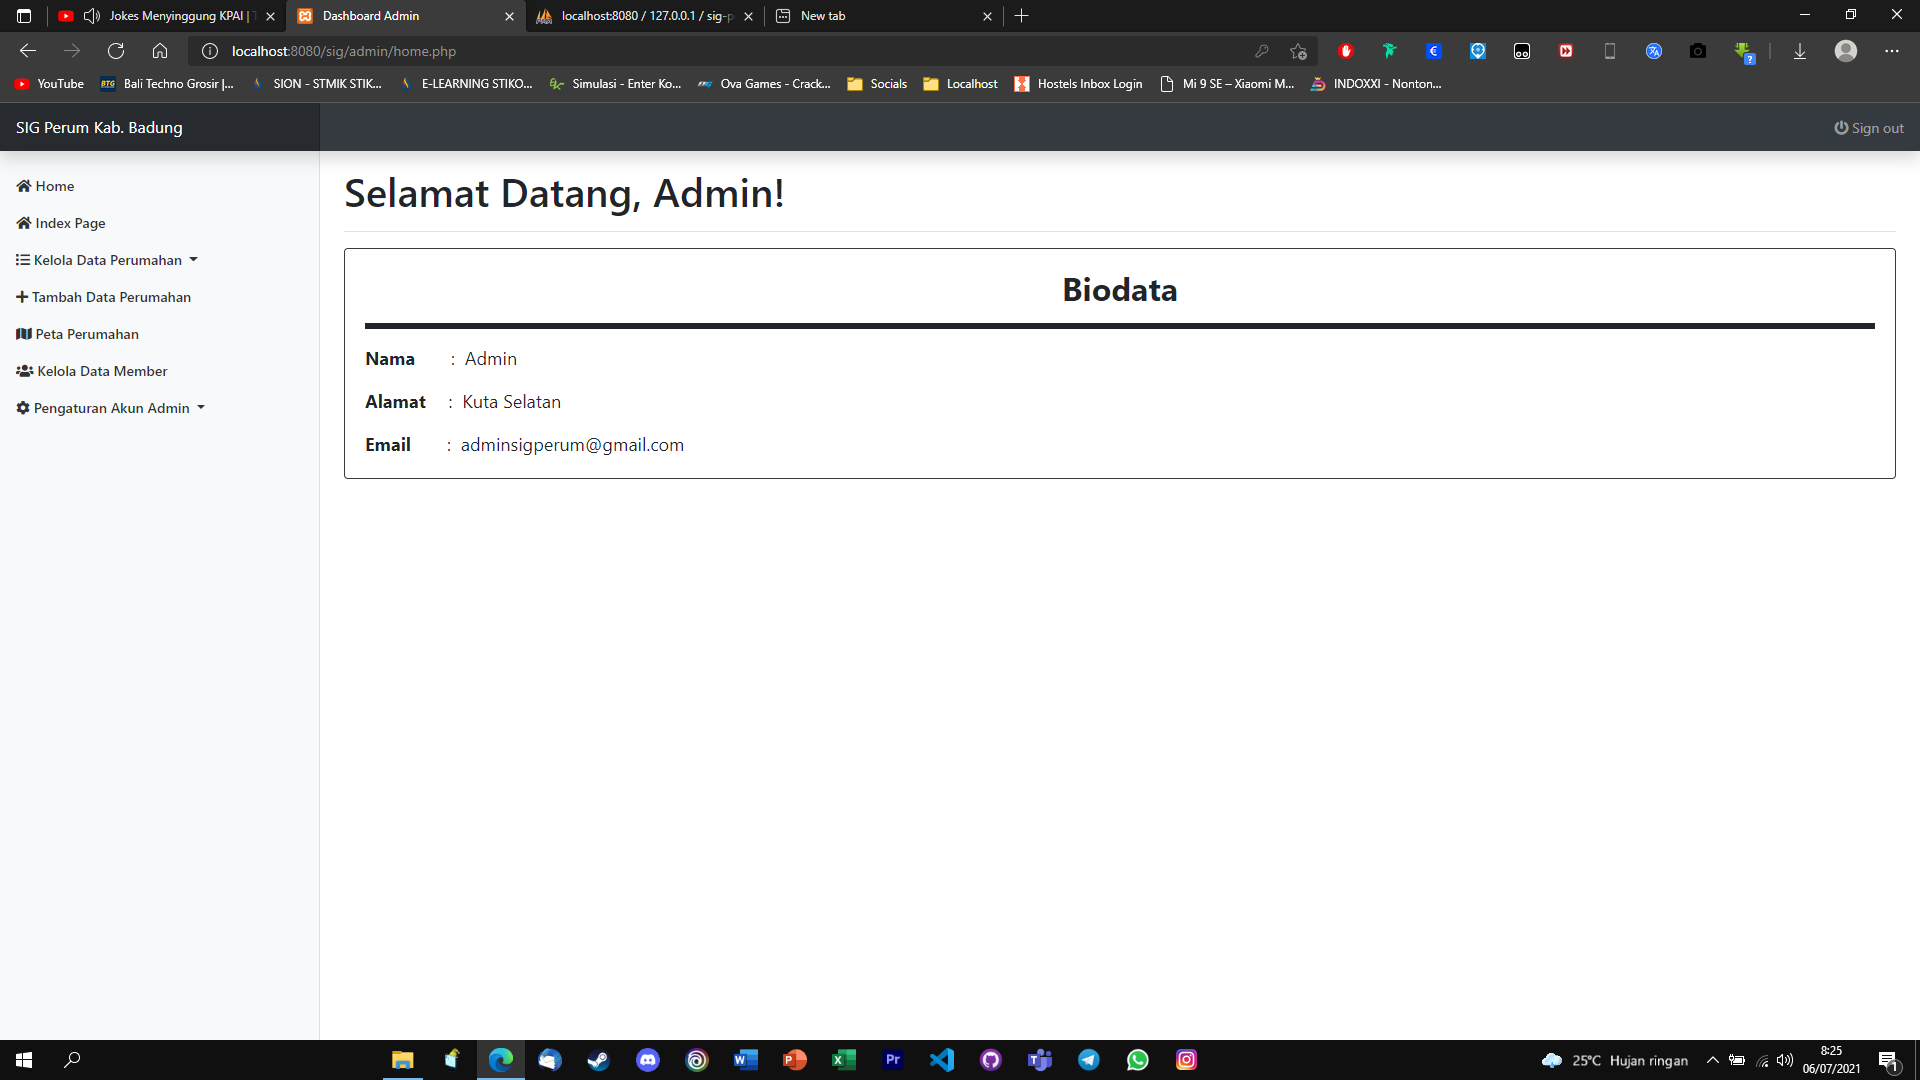 Jokes Menyinggung KPAI | T
Dashboard Admin
localhost:8080 / 127.0.0.1 / sig-p
New tab
localhost:8080/sig/admin/home.php
YouTube
BTG Bali Techno Grosir |...
SION - STMIK STIK...
E-LEARNING STIKO...
Simulasi - Enter Ko...
Ova Games - Crack...
Socials
Localhost
Hostels Inbox Login
Mi 9 SE – Xiaomi M...
INDOXXI - Nonton...
SIG Perum Kab. Badung
Sign out
Home
Index Page
Kelola Data Perumahan
Tambah Data Perumahan
Peta Perumahan
Kelola Data Member
Pengaturan Akun Admin
Selamat Datang, Admin!
Biodata
Nama : Admin
Alamat : Kuta Selatan
Email : adminsigperum@gmail.com
25°C Hujan ringan
8:25
06/07/2021
1